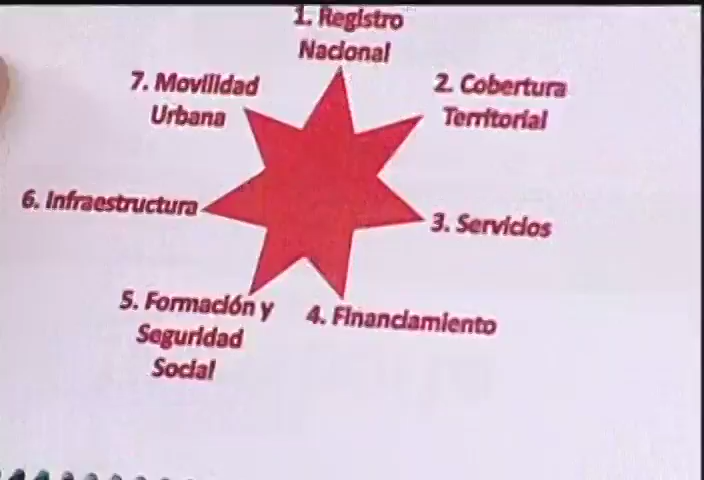 1. Registro
Nacional
2. Cobertura
Territorial
3. Servicios
4. Financiamiento
5. Formación y
Seguridad
Social
6. Infraestructura
7. Movilidad
Urbana